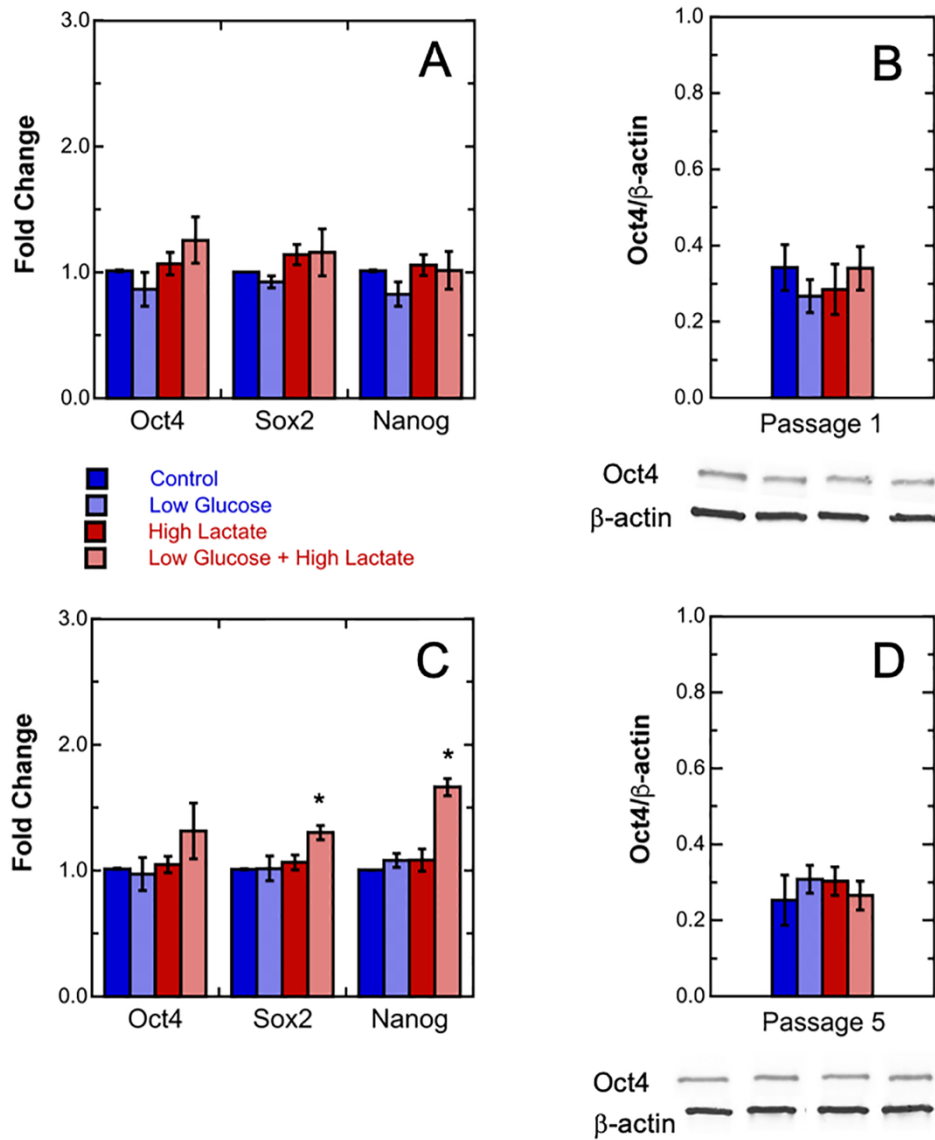 A
Fold Change
3.0
2.0
1.0
0.0
Oct4 Sox2 Nanog
B
Oct4/β-actin
1.0
0.8
0.6
0.4
0.2
0.0
Passage 1
Oct4
β-actin
Control
Low Glucose
High Lactate
Low Glucose + High Lactate
C
Fold Change
3.0
2.0
1.0
0.0
*
*
Oct4 Sox2 Nanog
D
Oct4/β-actin
1.0
0.8
0.6
0.4
0.2
0.0
Passage 5
Oct4
β-actin